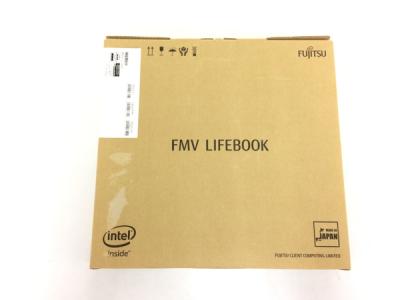 FUJITSU
FMV LIFEBOOK
intel
inside
MADE IN
JAPAN
FUJITSU CLIENT COMPUTING LIMITED